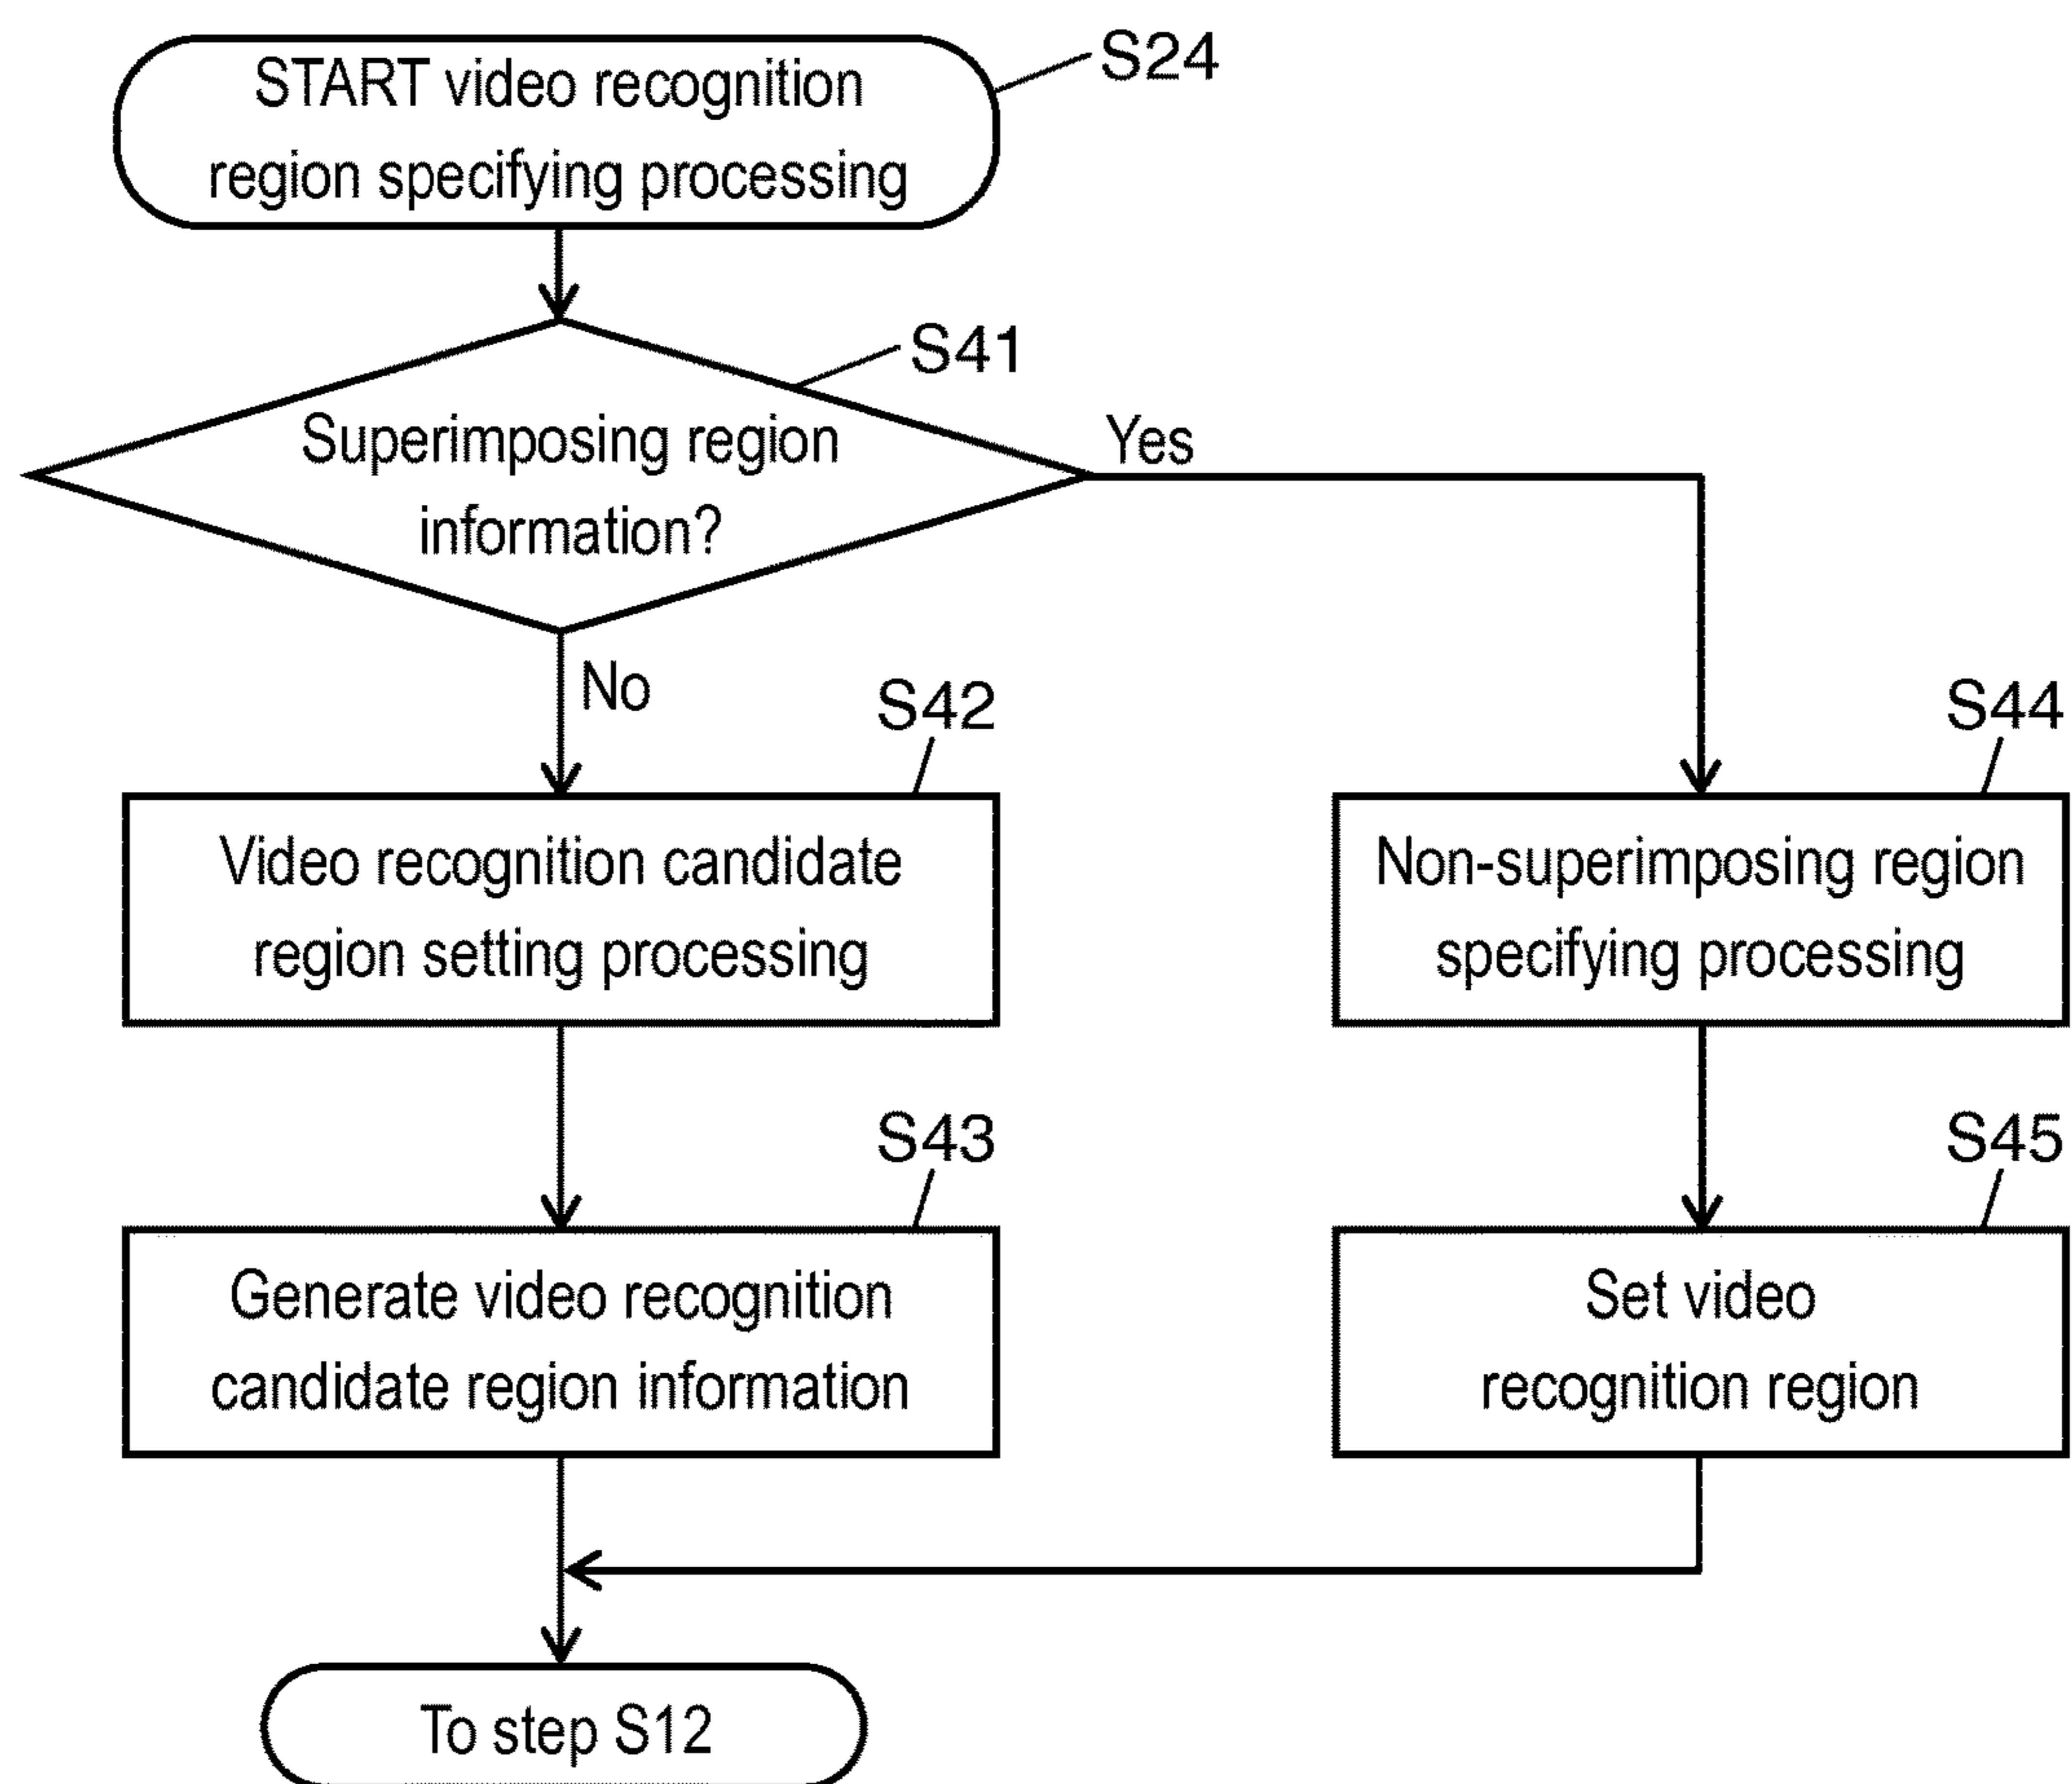 START video recognition
region specifying processing
S24
S41
Superimposing region
information?
Yes
No
S42
Video recognition candidate
region setting processing
S44
Non-superimposing region
specifying processing
S43
Generate video recognition
candidate region information
S45
Set video
recognition region
To step S12